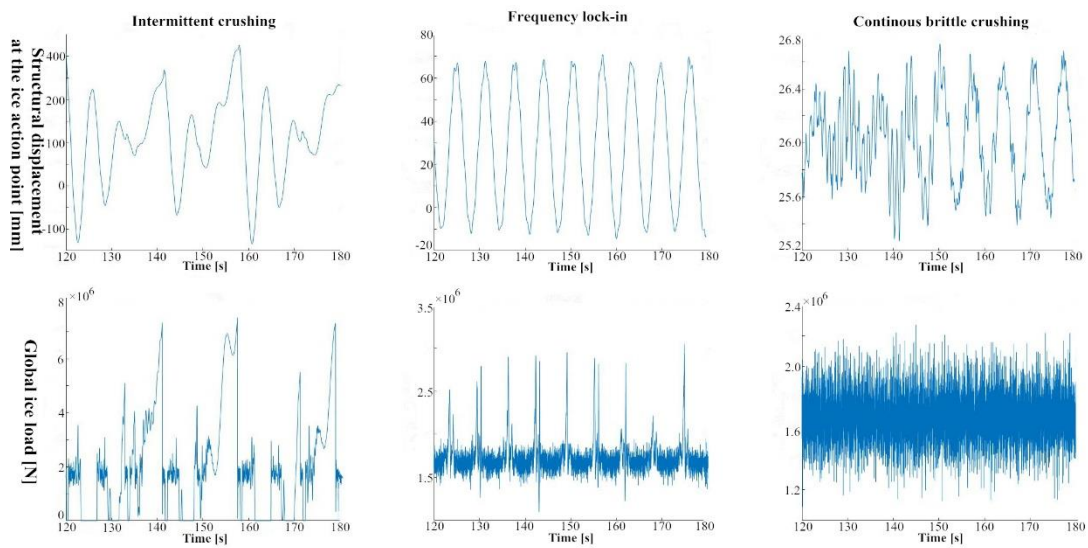 Intermittent crushing
Frequency lock-in
Continous brittle crushing
Structural displacement
at the ice action point [mm]
400
200
100
0
-100
120 130 140 150 160 170 180
Time [s]
80
60
40
20
0
-20
120 130 140 150 160 170 180
Time [s]
26.8
26.4
26.0
25.6
25.2
120 130 140 150 160 170 180
Time [s]
Global ice load [N]
8 ×10⁶
6
4
2
0
120 130 140 150 160 170 180
Time [s]
3.5 ×10⁶
2.5
1.5
120 130 140 150 160 170 180
Time [s]
2.4 ×10⁶
2.0
1.6
1.2
120 130 140 150 160 170 180
Time [s]